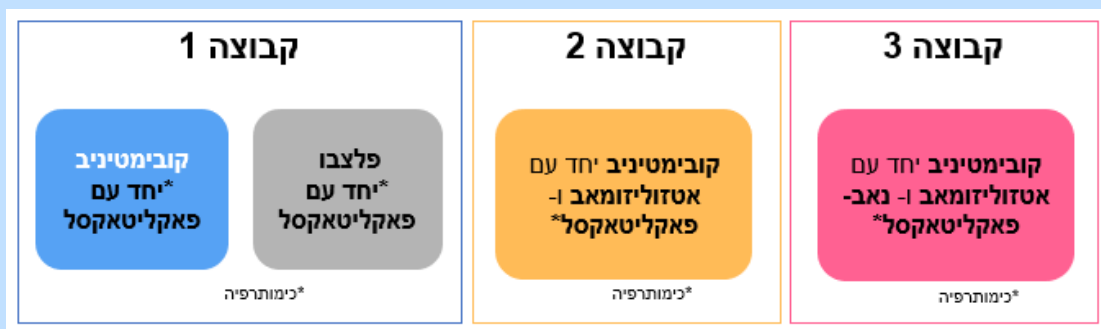 קבוצה 1
קובימטיניב
יחד עם*
פאקליטאקסל
פלצבו
יחד עם*
פאקליטאקסל
*כימותרפיה
קבוצה 2
קובימטיניב יחד עם
אטזוליזומאב ו-
פאקליטאקסל*
*כימותרפיה
קבוצה 3
קובימטיניב יחד עם
אטזוליזומאב ו- נאב-
פאקליטאקסל*
*כימותרפיה